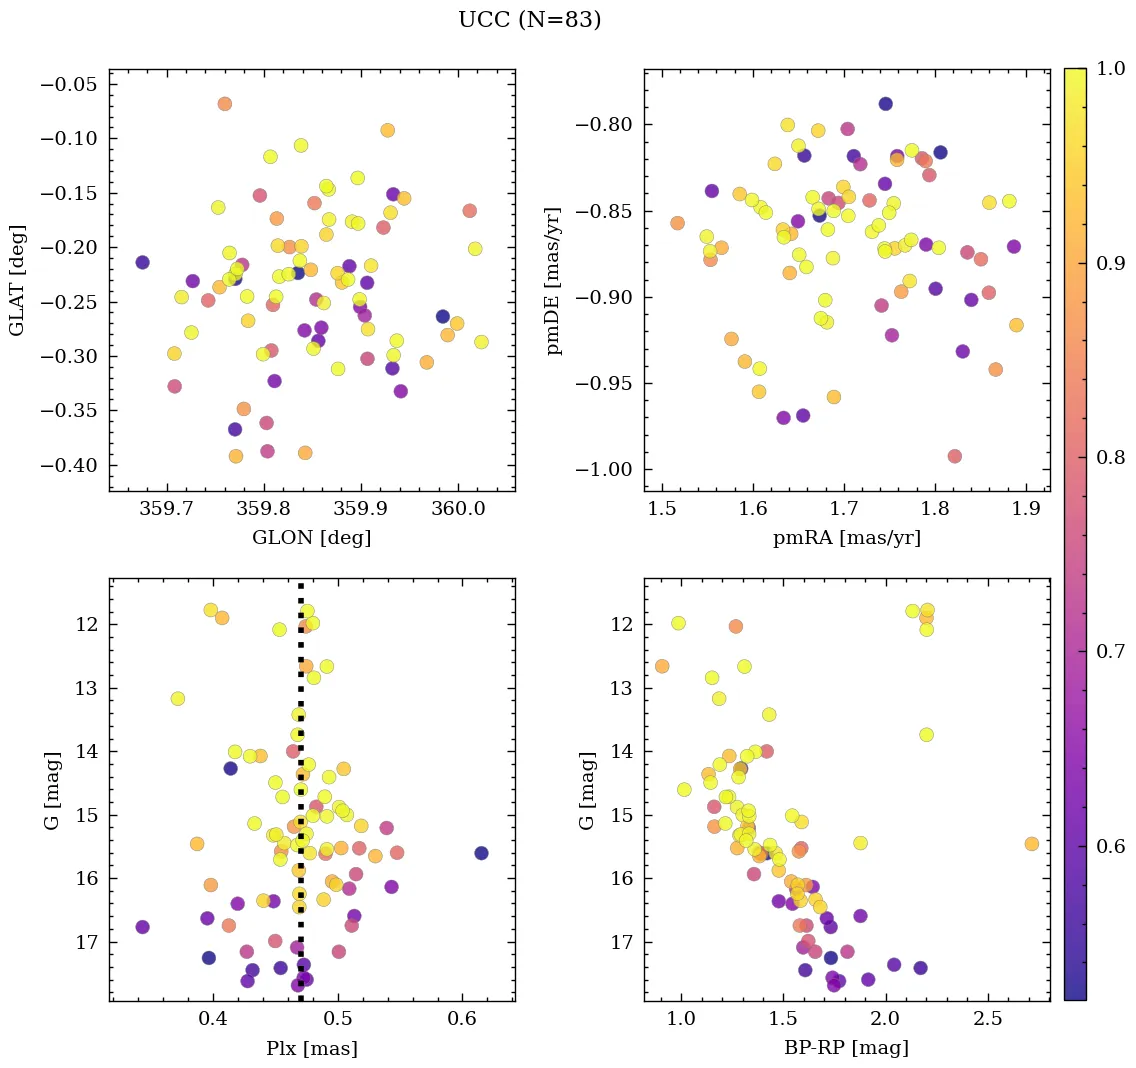 UCC (N=83)
−0.05
−0.10
−0.15
−0.20
−0.25
−0.30
−0.35
−0.40
GLAT [deg]
359.7 359.8 359.9 360.0
GLON [deg]
−0.80
−0.85
−0.90
−0.95
−1.00
pmDE [mas/yr]
1.5 1.6 1.7 1.8 1.9
pmRA [mas/yr]
12
13
14
15
16
17
G [mag]
0.4 0.5 0.6
Plx [mas]
12
13
14
15
16
17
G [mag]
1.0 1.5 2.0 2.5
BP-RP [mag]
1.0
0.9
0.8
0.7
0.6